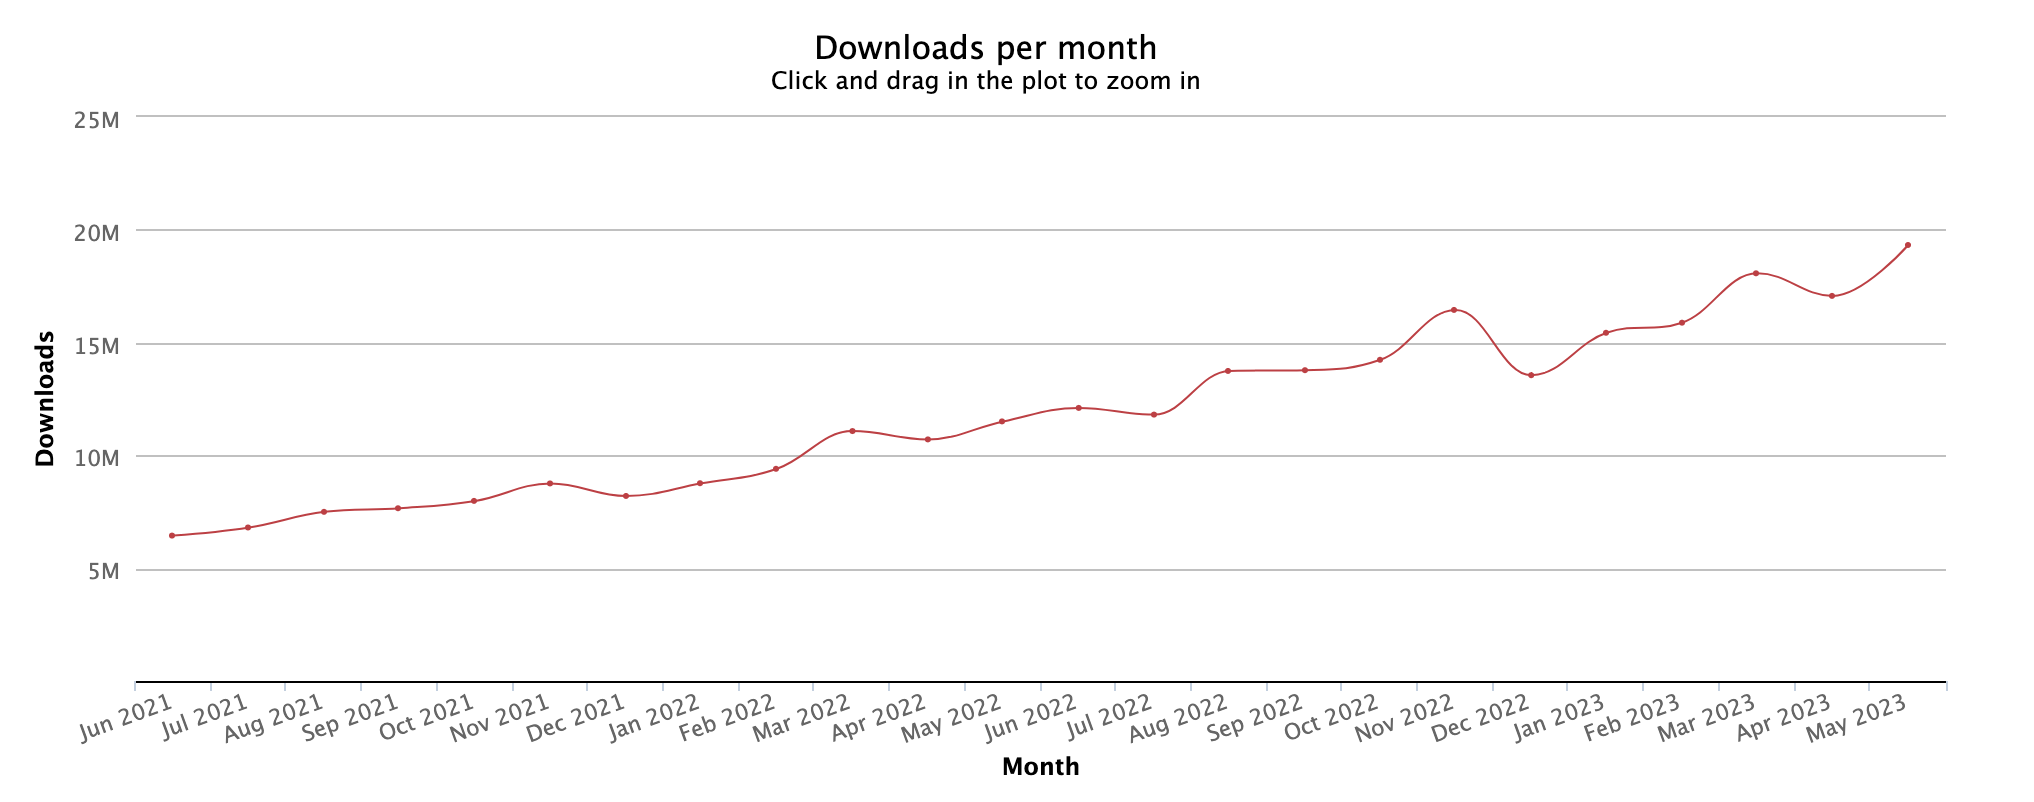 Downloads per month
Click and drag in the plot to zoom in
25M
20M
15M
10M
5M
Downloads
Jun 2021
Jul 2021
Aug 2021
Sep 2021
Oct 2021
Nov 2021
Dec 2021
Jan 2022
Feb 2022
Mar 2022
Apr 2022
May 2022
Jun 2022
Jul 2022
Aug 2022
Sep 2022
Oct 2022
Nov 2022
Dec 2022
Jan 2023
Feb 2023
Mar 2023
Apr 2023
May 2023
Month